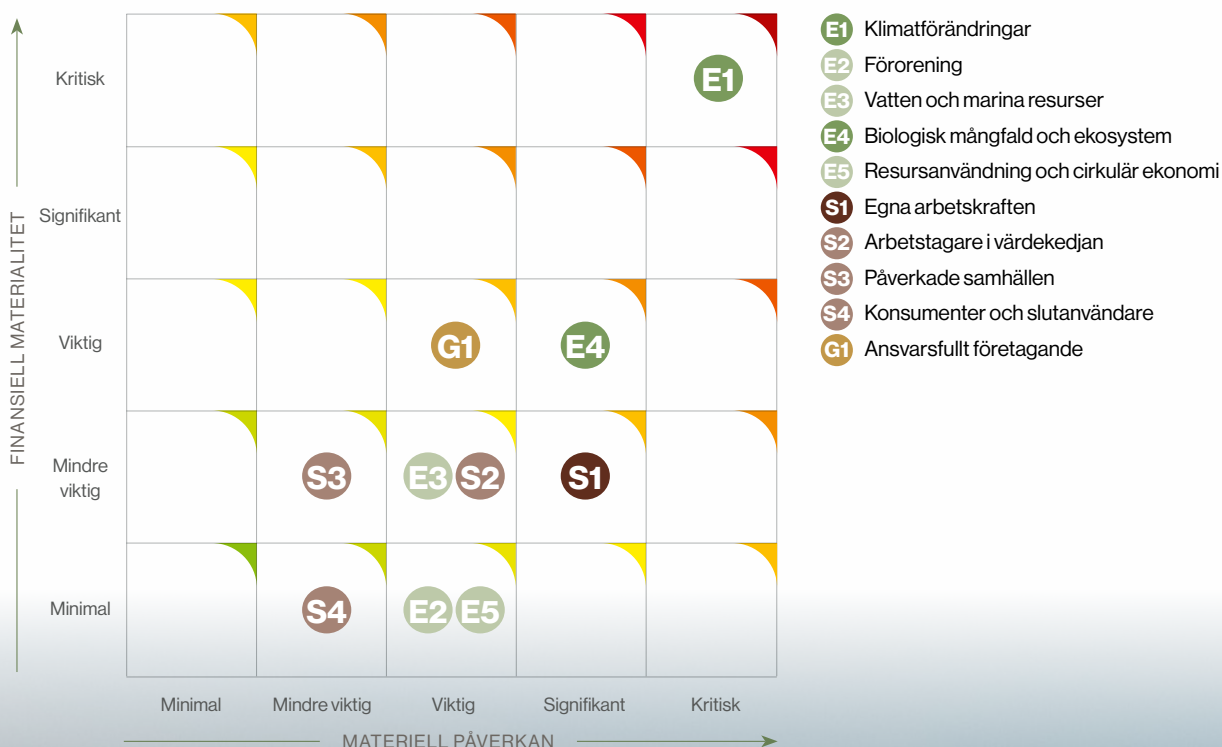 FINANSIELL MATERIALITET
Kritisk
E1
Signifikant
Viktig
G1 E4
Mindre
viktig
S3 E3 S2 S1
Minimal
S4 E2 E5
Minimal Mindre viktig Viktig Signifikant Kritisk
MATERIELL PÅVERKAN
E1 Klimatförändringar
E2 Förorening
E3 Vatten och marina resurser
E4 Biologisk mångfald och ekosystem
E5 Resursanvändning och cirkulär ekonomi
S1 Egna arbetskraften
S2 Arbetstagare i värdekedjan
S3 Påverkade samhällen
S4 Konsumenter och slutanvändare
G1 Ansvarsfullt företagande